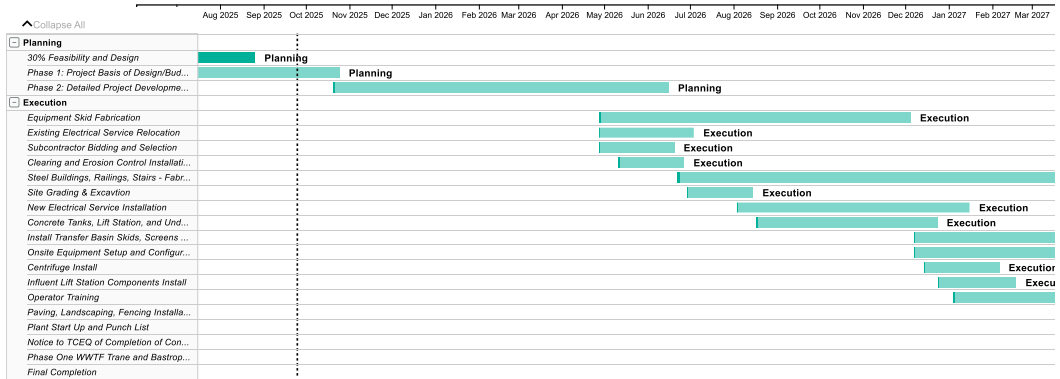 Aug 2025 Sep 2025 Oct 2025 Nov 2025 Dec 2025 Jan 2026 Feb 2026 Mar 2026 Apr 2026 May 2026 Jun 2026 Jul 2026 Aug 2026 Sep 2026 Oct 2026 Nov 2026 Dec 2026 Jan 2027 Feb 2027 Mar 2027
Collapse All
Planning
30% Feasibility and Design Planning
Phase 1: Project Basis of Design/Bud... Planning
Phase 2: Detailed Project Developme... Planning
Execution
Equipment Skid Fabrication Execution
Existing Electrical Service Relocation Execution
Subcontractor Bidding and Selection Execution
Clearing and Erosion Control Installati... Execution
Steel Buildings, Railings, Stairs - Fabr...
Site Grading & Excavtion Execution
New Electrical Service Installation Execution
Concrete Tanks, Lift Station, and Und... Execution
Install Transfer Basin Skids, Screens ...
Onsite Equipment Setup and Configur...
Centrifuge Install Execution
Influent Lift Station Components Install Execu
Operator Training
Paving, Landscaping, Fencing Installa...
Plant Start Up and Punch List
Notice to TCEQ of Completion of Con...
Phase One WWTF Trane and Bastrop...
Final Completion